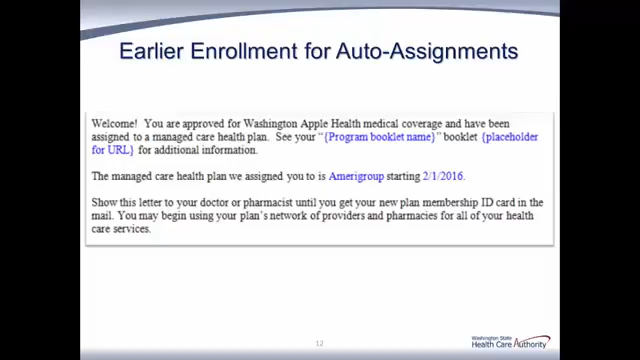 Earlier Enrollment for Auto-Assignments
Welcome! You are approved for Washington Apple Health medical coverage and have been
assigned to a managed care health plan. See your "{Program booklet name}" booklet {placeholder
for URL} for additional information.
The managed care health plan we assigned you to is Amerigroup starting 2/1/2016.
Show this letter to your doctor or pharmacist until you get your new plan membership ID card in the
mail. You may begin using your plan's network of providers and pharmacies for all of your health
care services.
12
Washington State
Health Care Authority